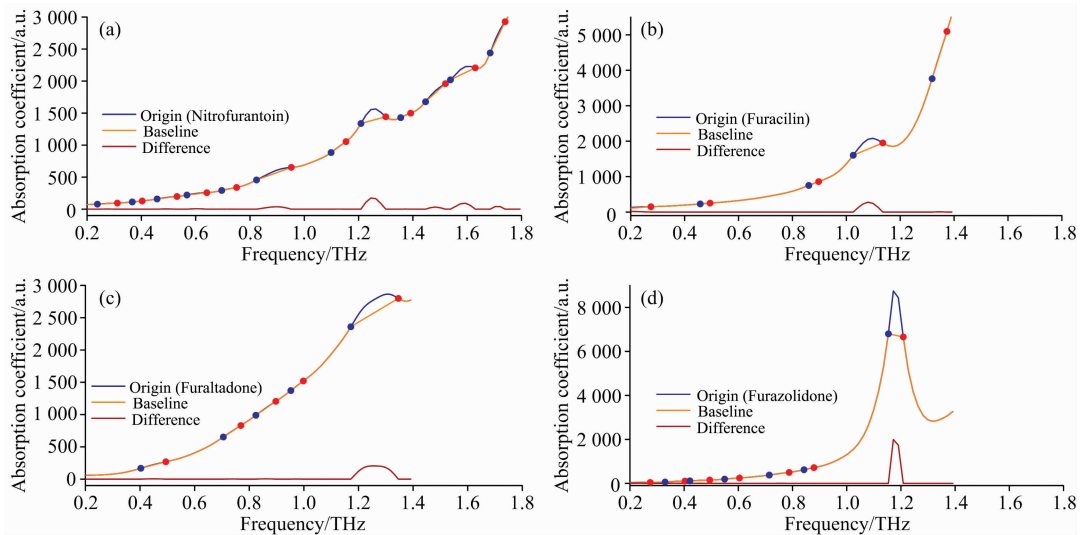 (a)
Absorption coefficient/a.u.
3 000
2 500
2 000
1 500
1 000
500
0
Origin (Nitrofurantoin)
Baseline
Difference
0.2 0.4 0.6 0.8 1.0 1.2 1.4 1.6 1.8
Frequency/THz
(b)
Absorption coefficient/a.u.
5 000
4 000
3 000
2 000
1 000
0
Origin (Furacilin)
Baseline
Difference
0.2 0.4 0.6 0.8 1.0 1.2 1.4 1.6 1.8
Frequency/THz
(c)
Absorption coefficient/a.u.
3 000
2 500
2 000
1 500
1 000
500
0
Origin (Furaltadone)
Baseline
Difference
0.2 0.4 0.6 0.8 1.0 1.2 1.4 1.6 1.8
Frequency/THz
(d)
Absorption coefficient/a.u.
8 000
6 000
4 000
2 000
0
Origin (Furazolidone)
Baseline
Difference
0.2 0.4 0.6 0.8 1.0 1.2 1.4 1.6 1.8
Frequency/THz